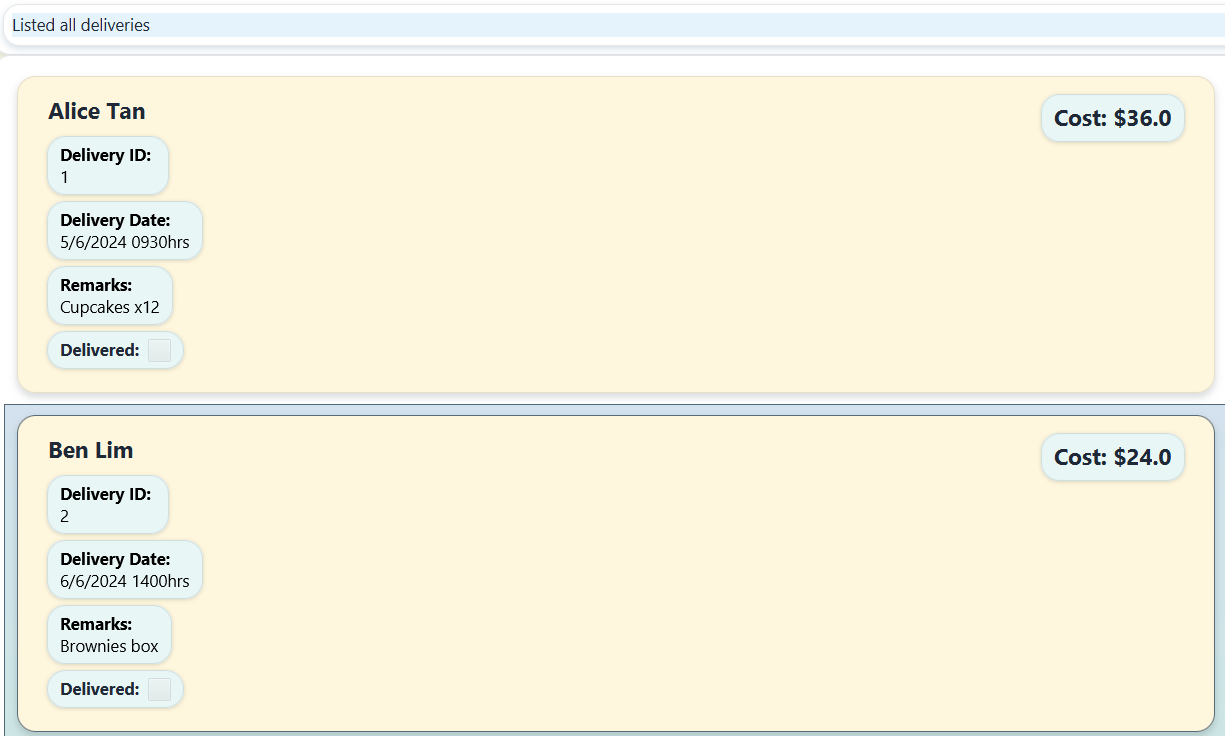 Listed all deliveries
Alice Tan
Cost: $36.0
Delivery ID:
1
Delivery Date:
5/6/2024 0930hrs
Remarks:
Cupcakes x12
Delivered:
Ben Lim
Cost: $24.0
Delivery ID:
2
Delivery Date:
6/6/2024 1400hrs
Remarks:
Brownies box
Delivered: